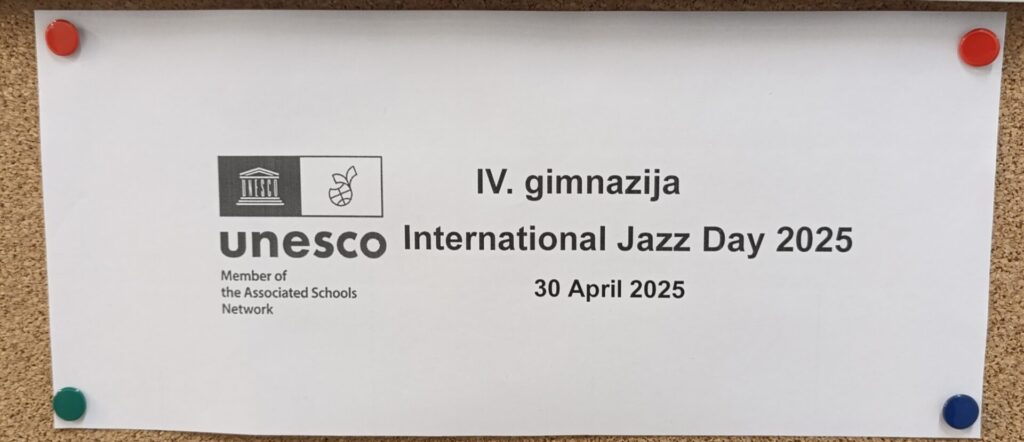 UNESCO
unesco
Member of
the Associated Schools
Network
IV. gimnazija
International Jazz Day 2025
30 April 2025